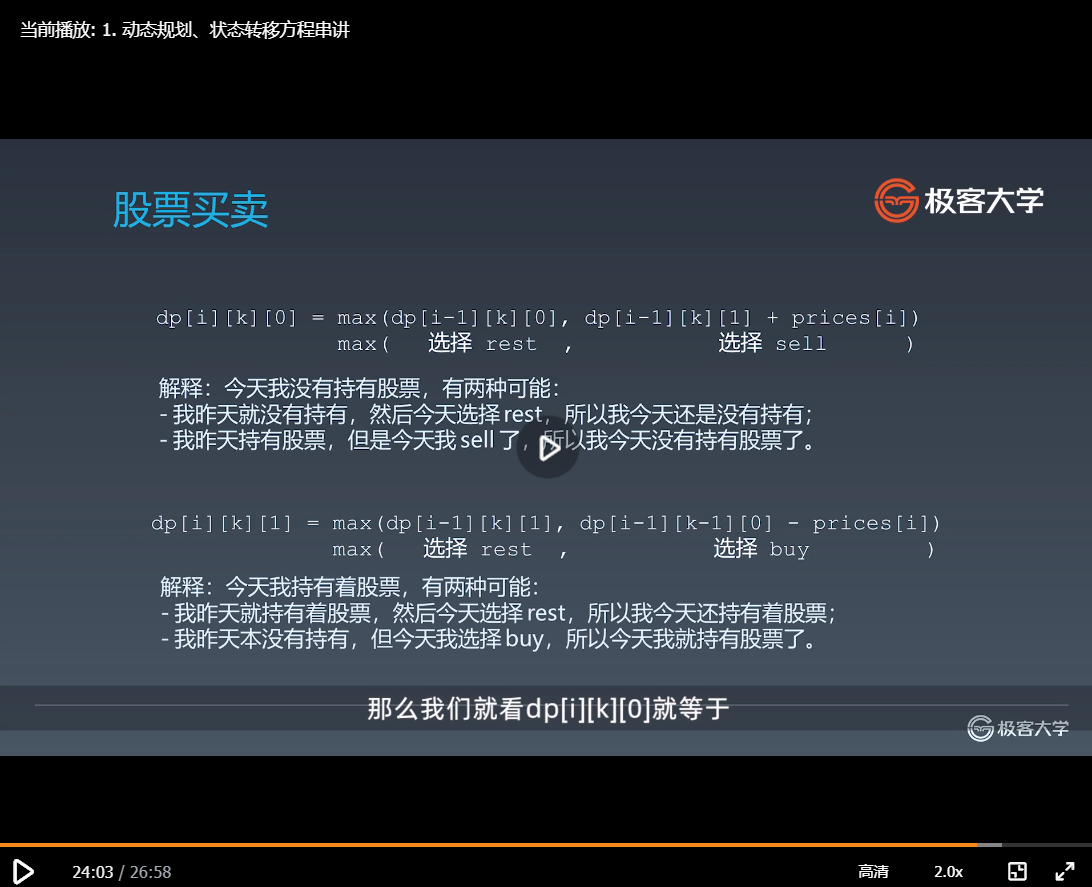 当前播放: 1. 动态规划、状态转移方程串讲
股票买卖
极客大学
dp[i][k][0] = max(dp[i-1][k][0], dp[i-1][k][1] + prices[i])
max( 选择 rest , 选择 sell )
解释：今天我没有持有股票，有两种可能：
- 我昨天就没有持有，然后今天选择 rest，所以我今天还是没有持有；
- 我昨天持有股票，但是今天我 sell 了，所以我今天没有持有股票了。
dp[i][k][1] = max(dp[i-1][k][1], dp[i-1][k-1][0] - prices[i])
max( 选择 rest , 选择 buy )
解释：今天我持有着股票，有两种可能：
- 我昨天就持有着股票，然后今天选择 rest，所以我今天还持有着股票；
- 我昨天本没有持有，但今天我选择 buy，所以今天我就持有股票了。
那么我们就看dp[i][k][0]就等于
极客大学
24:03 / 26:58
高清
2.0x